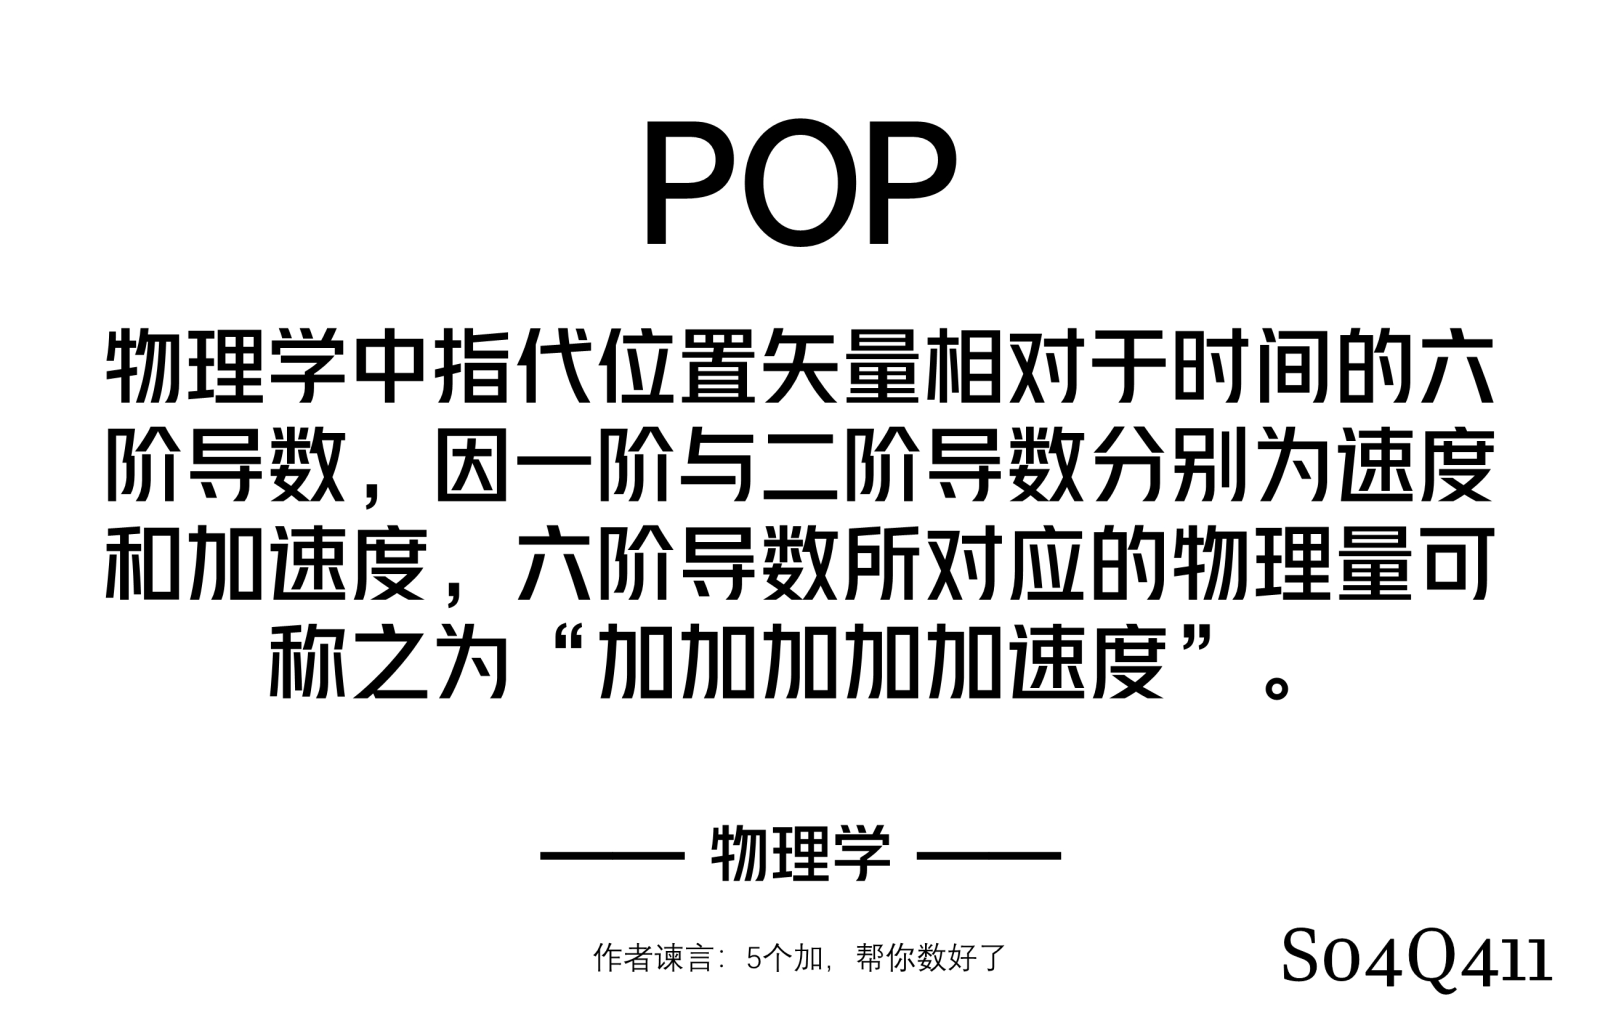 POP
物理学中指代位置矢量相对于时间的六
阶导数，因一阶与二阶导数分别为速度
和加速度，六阶导数所对应的物理量可
称之为“加加加加加速度”。
—— 物理学 ——
作者谏言：5个加，帮你数好了
So4Q411